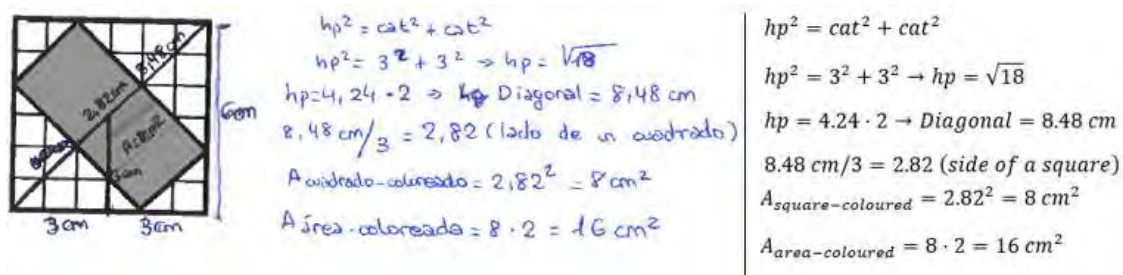 8,48cm
2,82cm
A=8cm²
3cm
6cm
3cm 3cm
hp² = cat² + cat²
hp² = 3² + 3² → hp = √18
hp=4,24·2 → Diagonal = 8,48 cm
8,48 cm/3 = 2,82 (lado de un cuadrado)
A cuadrado-coloreado = 2,82² = 8 cm²
A área-coloreada = 8 · 2 = 16 cm²
hp² = cat² + cat²
hp² = 3² + 3² → hp = √18
hp = 4.24 · 2 → Diagonal = 8.48 cm
8.48 cm/3 = 2.82 (side of a square)
A_square−coloured = 2.82² = 8 cm²
A_area−coloured = 8 · 2 = 16 cm²